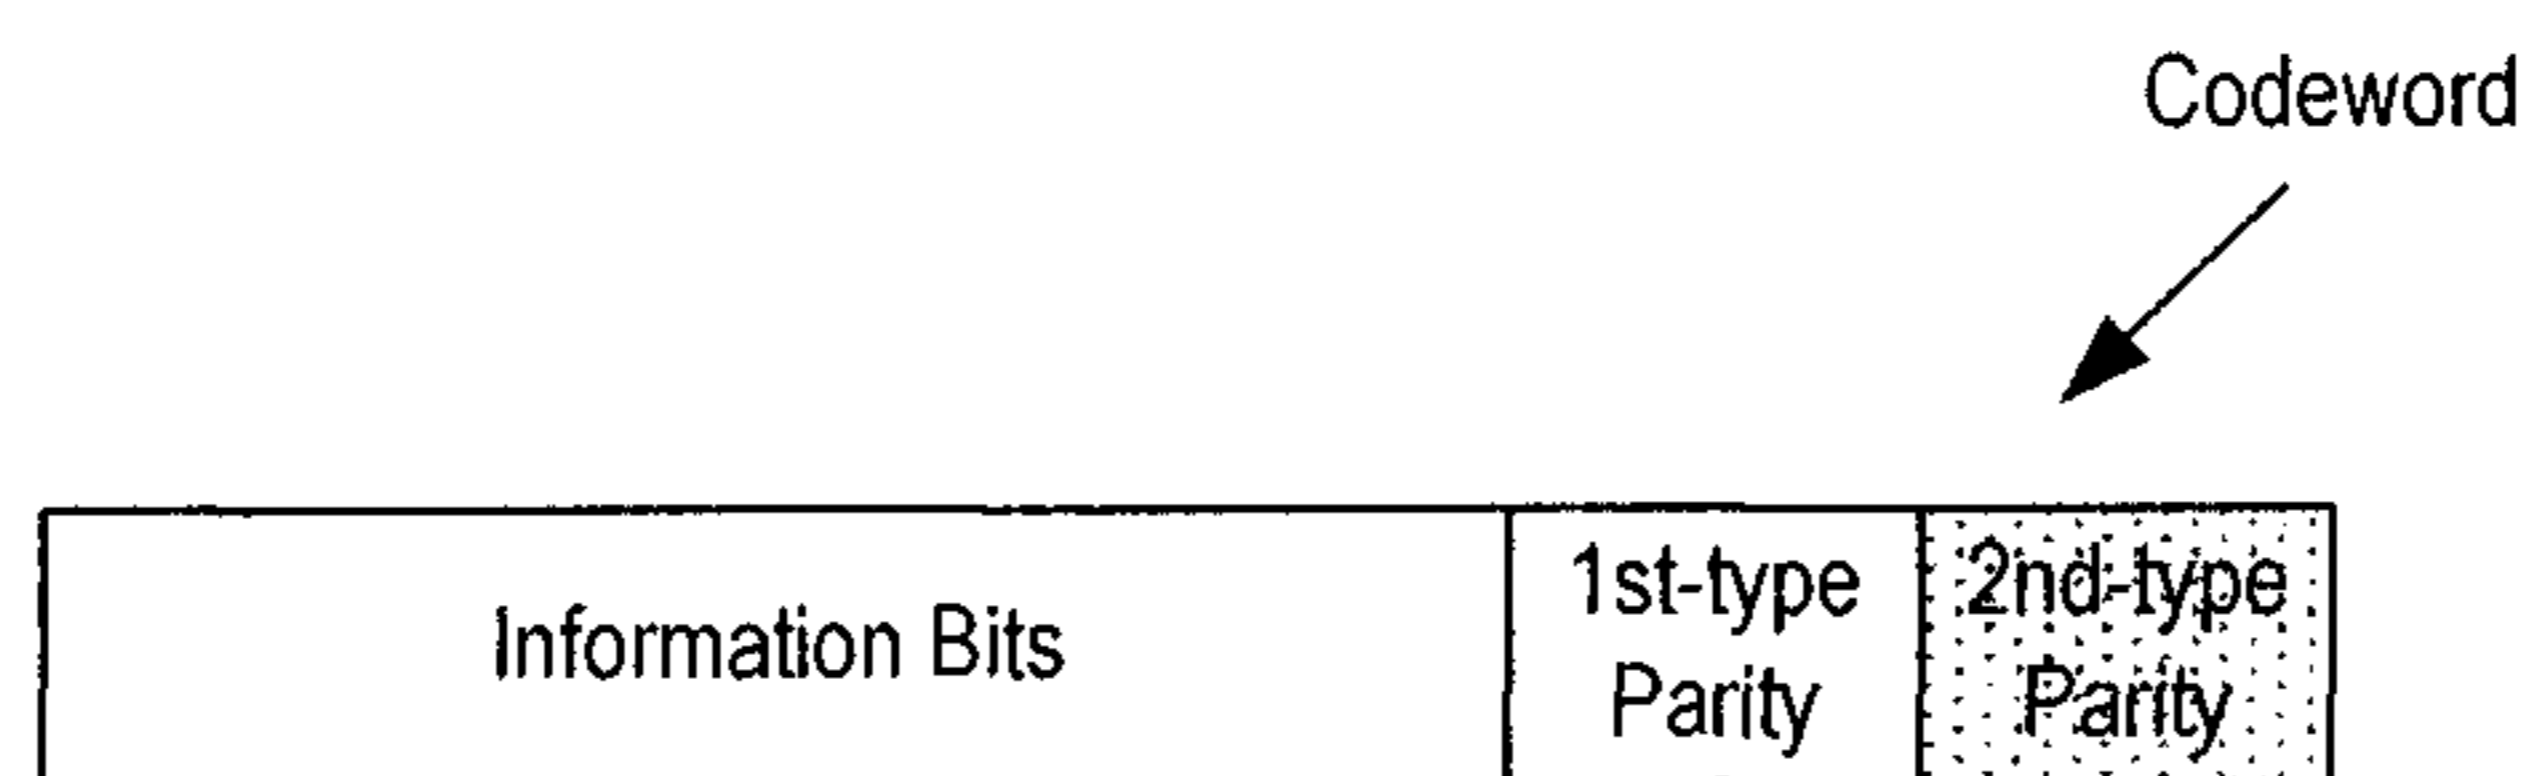 Codeword
Information Bits
1st-type
Parity
2nd-type
Parity